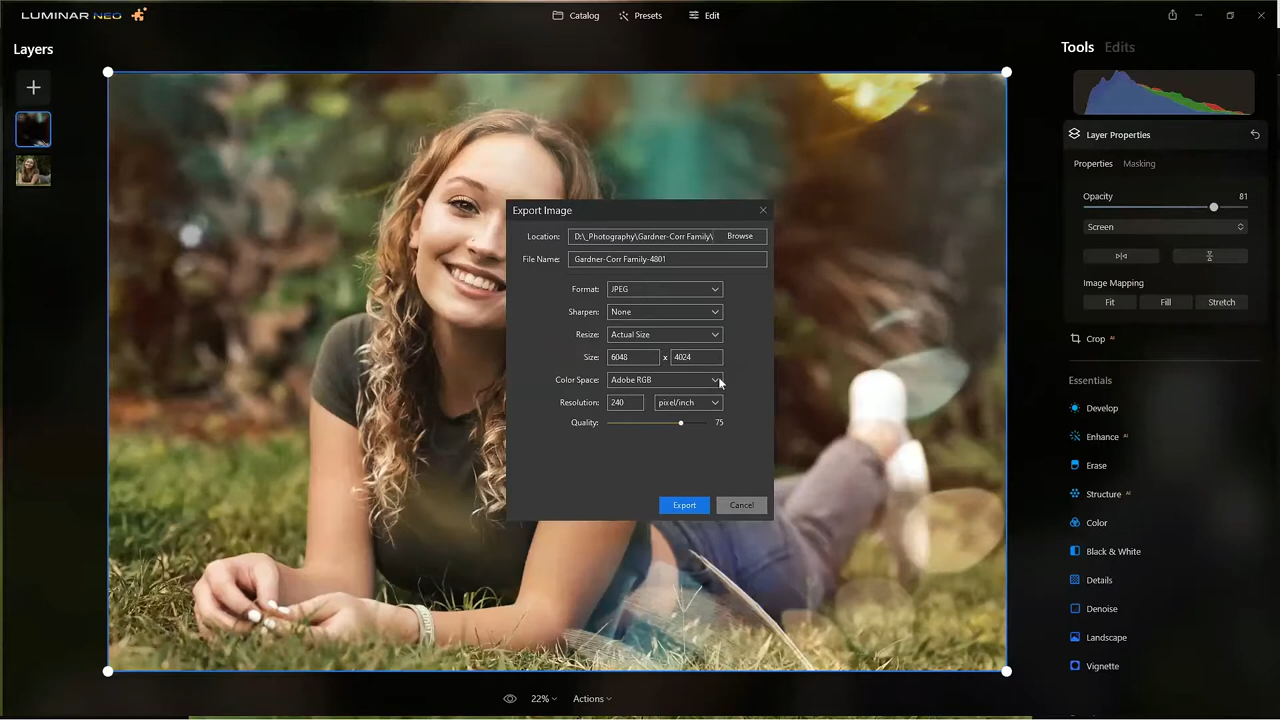 LUMINAR NEO
Catalog
Presets
Edit
Layers
Tools
Edits
Layer Properties
Properties
Masking
Opacity
81
Screen
Image Mapping
Fit
Fill
Stretch
Crop AI
Essentials
Develop
Enhance AI
Erase
Structure AI
Color
Black & White
Details
Denoise
Landscape
Vignette
Export Image
Location: D:\_Photography\Gardner-Corr Family\ Browse
File Name: Gardner-Corr Family-4801
Format: JPEG
Sharpen: None
Resize: Actual Size
Size: 6048 x 4024
Color Space: Adobe RGB
Resolution: 240 pixel/inch
Quality: 75
Export
Cancel
22%
Actions